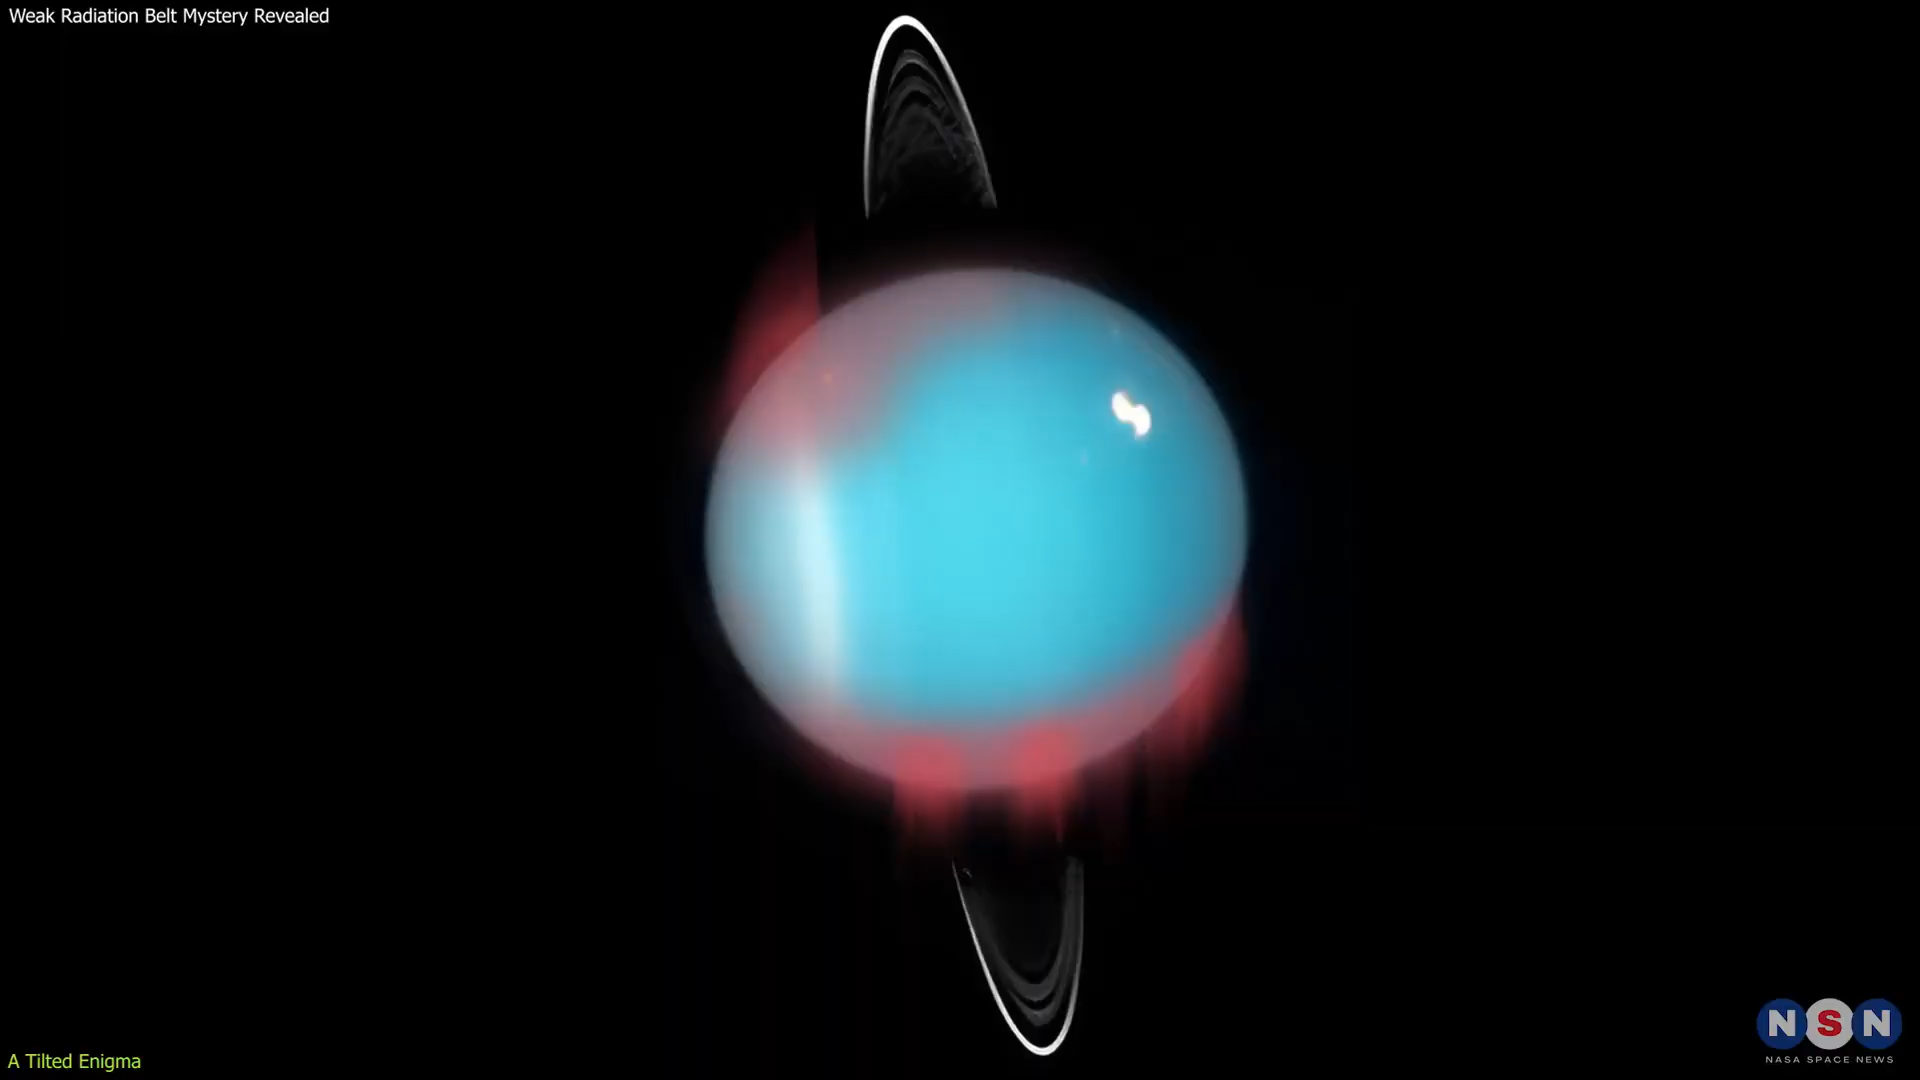 Weak Radiation Belt Mystery Revealed
A Tilted Enigma
NSN
NASA SPACE NEWS